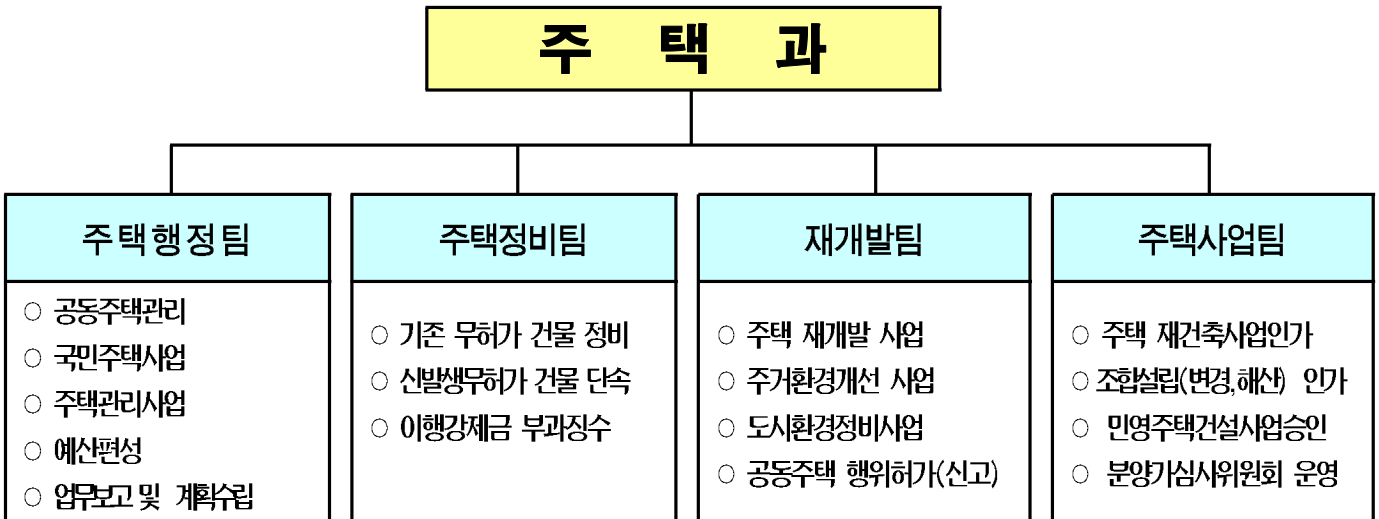 주 택 과
주택행정팀
○ 공동주택관리
○ 국민주택사업
○ 주택관리사업
○ 예산편성
○ 업무보고 및 계획수립
주택정비팀
○ 기존 무허가 건물 정비
○ 신발생무허가 건물 단속
○ 이행강제금 부과징수
재개발팀
○ 주택 재개발 사업
○ 주거환경개선 사업
○ 도시환경정비사업
○ 공동주택 행위허가(신고)
주택사업팀
○ 주택 재건축사업인가
○ 조합설립(변경,해산) 인가
○ 민영주택건설사업승인
○ 분양가심사위원회 운영